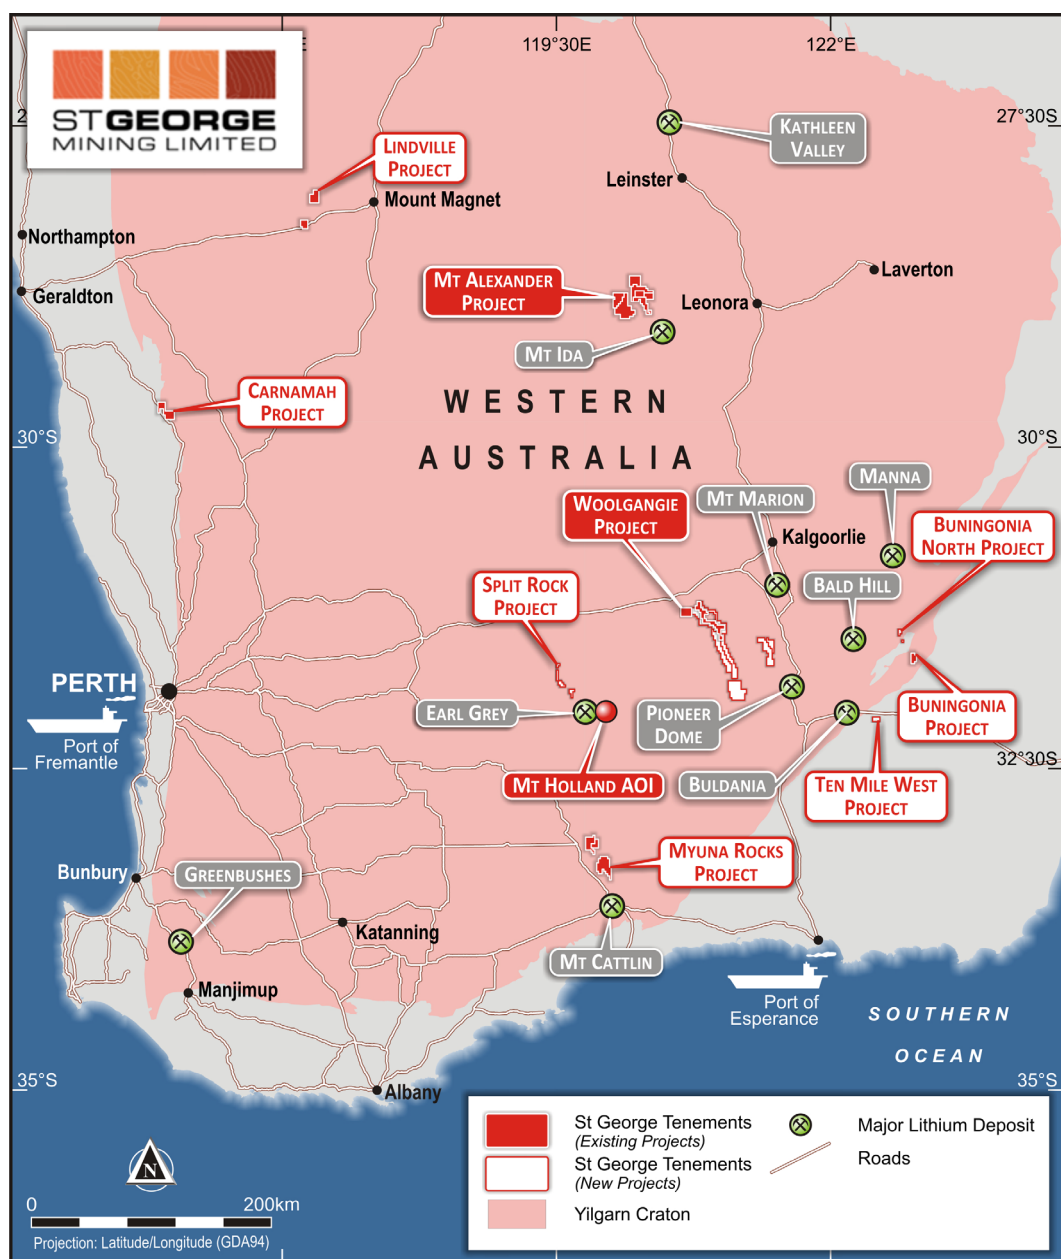 119°30E
122°E
E
STGEORGE
MINING LIMITED
2
27°30S
KATHLEEN
VALLEY
LINDVILLE
PROJECT
Leinster
Mount Magnet
Northampton
Geraldton
MT ALEXANDER
PROJECT
Laverton
Leonora
MT IDA
CARNAMAH
PROJECT
WESTERN
AUSTRALIA
30°S
30°S
MANNA
MT MARION
WOOLGANGIE
PROJECT
BUNINGONIA
NORTH PROJECT
Kalgoorlie
SPLIT ROCK
PROJECT
BALD HILL
PERTH
Port of
Fremantle
EARL GREY
PIONEER
DOME
BUNINGONIA
PROJECT
32°30S
MT HOLLAND AOI
BULDANIA
TEN MILE WEST
PROJECT
Bunbury
GREENBUSHES
MYUNA ROCKS
PROJECT
Katanning
MT CATTLIN
Manjimup
Port of
Esperance
SOUTHERN
OCEAN
35°S
35°S
Albany
St George Tenements
(Existing Projects)
Major Lithium Deposit
St George Tenements
(New Projects)
Roads
Yilgarn Craton
N
0
200km
Projection: Latitude/Longitude (GDA94)